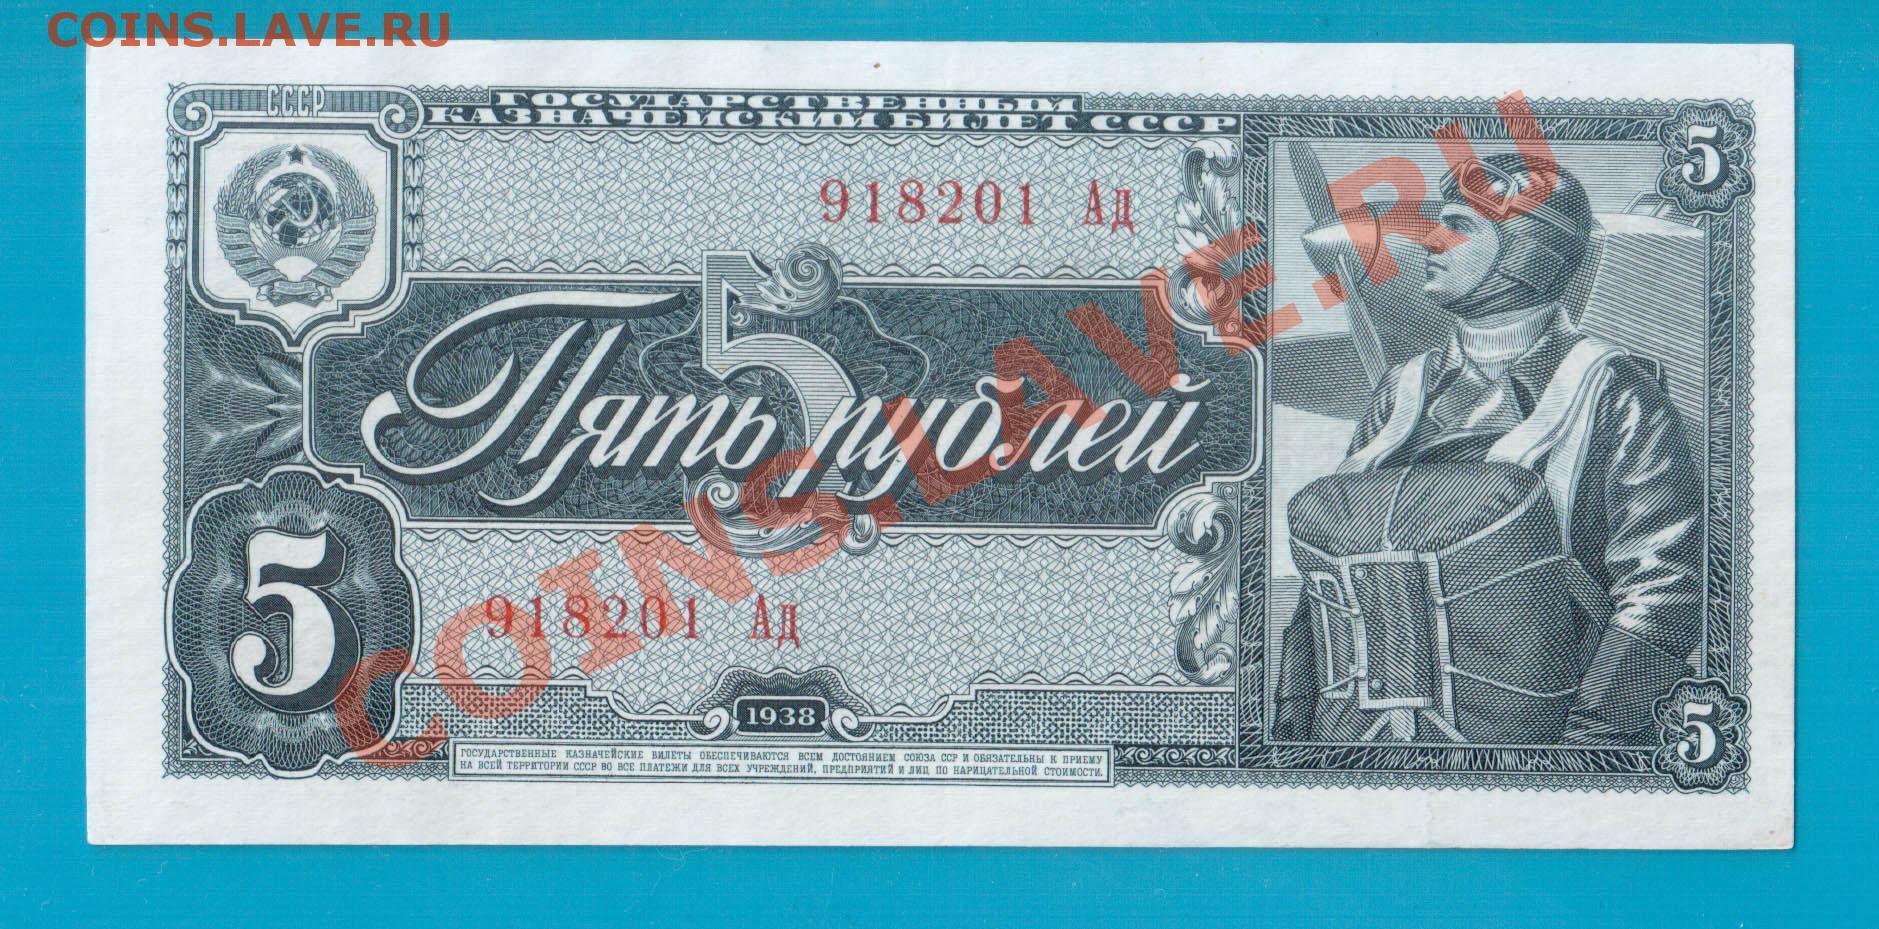 COINS.LAVE.RU
СССР
ГОСУДАРСТВЕННЫЙ
КАЗНАЧЕЙСКИЙ БИЛЕТ СССР
5
918201 Ад
5
Пять рублей
5
918201 Ад
COINS.LAVE.RU
1938
5
ГОСУДАРСТВЕННЫЕ КАЗНАЧЕЙСКИЕ БИЛЕТЫ ОБЕСПЕЧИВАЮТСЯ ВСЕМ ДОСТОЯНИЕМ СОЮЗА ССР И ОБЯЗАТЕЛЬНЫ К ПРИЕМУ
НА ВСЕЙ ТЕРРИТОРИИ СССР ВО ВСЕ ПЛАТЕЖИ ДЛЯ ВСЕХ УЧРЕЖДЕНИЙ, ПРЕДПРИЯТИЙ И ЛИЦ ПО НАРИЦАТЕЛЬНОЙ СТОИМОСТИ.